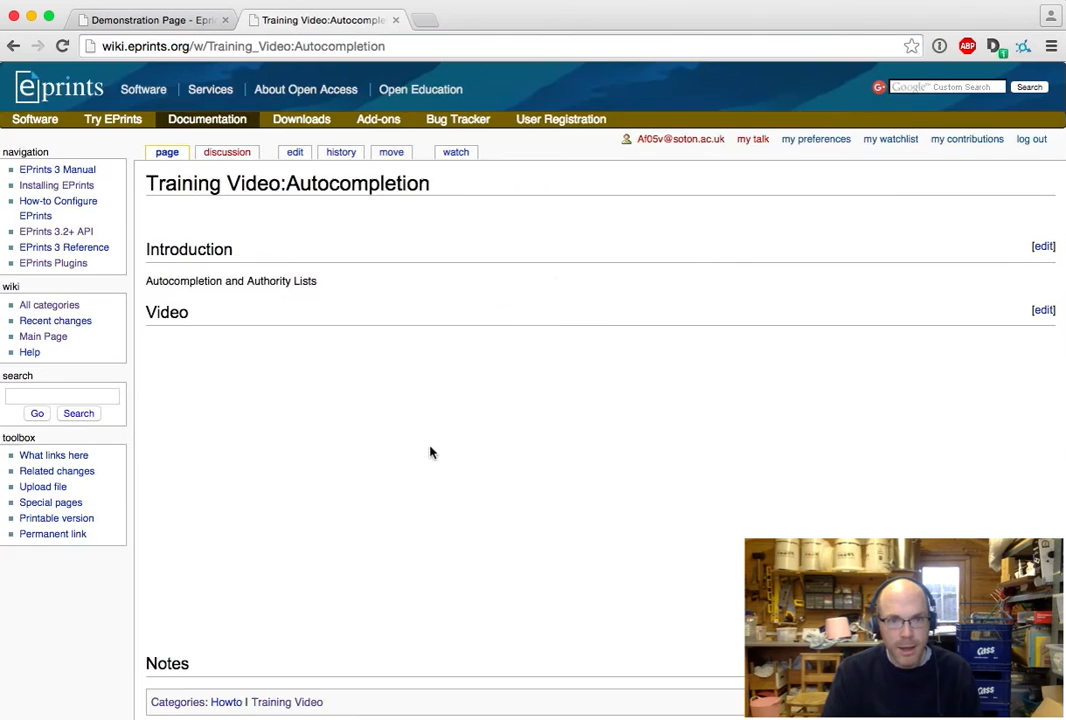 Demonstration Page - Epri
Training Video:Autocomple
wiki.eprints.org/w/Training_Video:Autocompletion
ABP
D
1
eprints
Software
Services
About Open Access
Open Education
Google™ Custom Search
Search
Software
Try EPrints
Documentation
Downloads
Add-ons
Bug Tracker
User Registration
Af05v@soton.ac.uk
my talk
my preferences
my watchlist
my contributions
log out
navigation
EPrints 3 Manual
Installing EPrints
How-to Configure
EPrints
EPrints 3.2+ API
EPrints 3 Reference
EPrints Plugins
wiki
All categories
Recent changes
Main Page
Help
search
Go
Search
toolbox
What links here
Related changes
Upload file
Special pages
Printable version
Permanent link
page
discussion
edit
history
move
watch
Training Video:Autocompletion
Introduction
[edit]
Autocompletion and Authority Lists
Video
[edit]
Notes
Categories: Howto | Training Video
Cass
Cass